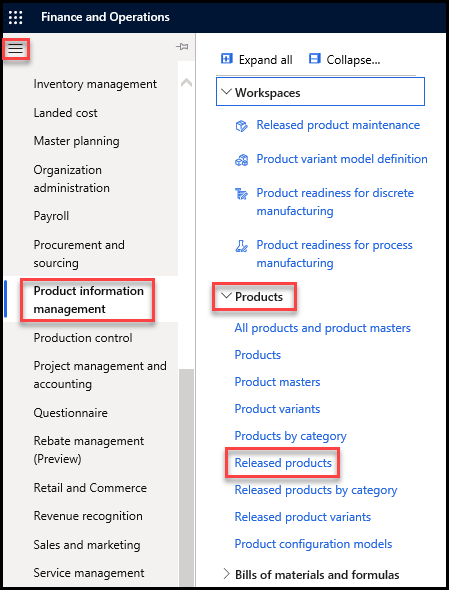 Finance and Operations
Inventory management
Landed cost
Master planning
Organization
administration
Payroll
Procurement and
sourcing
Product information
management
Production control
Project management and
accounting
Questionnaire
Rebate management
(Preview)
Retail and Commerce
Revenue recognition
Sales and marketing
Service management
Expand all
Collapse...
Workspaces
Released product maintenance
Product variant model definition
Product readiness for discrete
manufacturing
Product readiness for process
manufacturing
Products
All products and product masters
Products
Product masters
Product variants
Products by category
Released products
Released products by category
Released product variants
Product configuration models
Bills of materials and formulas